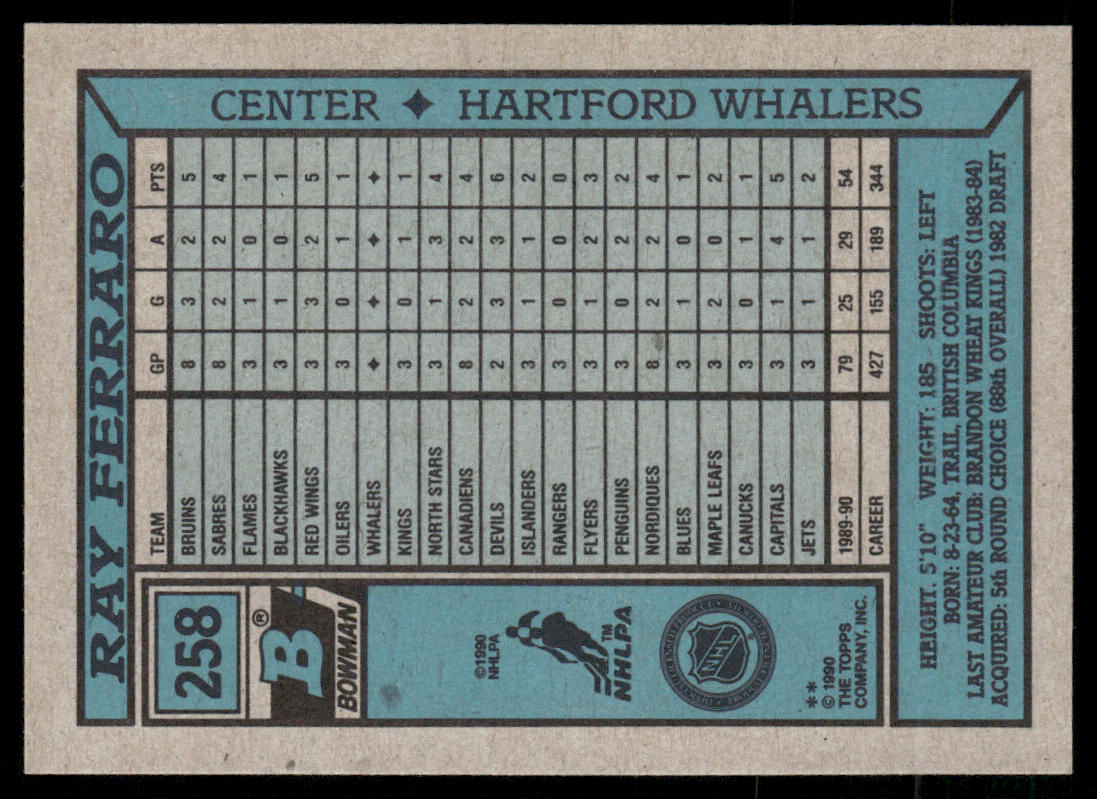 RAY FERRARO
CENTER ✦ HARTFORD WHALERS
258
B®
BOWMAN
©1990
NHLPA
™
NHLPA
NHL
**
© 1990
THE TOPPS
COMPANY, INC.
TEAM GP G A PTS
BRUINS 8 3 2 5
SABRES 8 2 2 4
FLAMES 3 1 0 1
BLACKHAWKS 3 1 0 1
RED WINGS 3 3 2 5
OILERS 3 0 1 1
WHALERS ✦ ✦ ✦ ✦
KINGS 3 0 1 1
NORTH STARS 3 1 3 4
CANADIENS 8 2 2 4
DEVILS 2 3 3 6
ISLANDERS 3 1 1 2
RANGERS 3 0 0 0
FLYERS 3 1 2 3
PENGUINS 3 0 2 2
NORDIQUES 8 2 2 4
BLUES 3 1 0 1
MAPLE LEAFS 3 2 0 2
CANUCKS 3 0 1 1
CAPITALS 3 1 4 5
JETS 3 1 1 2
1989-90 79 25 29 54
CAREER 427 155 189 344
HEIGHT: 5'10" WEIGHT: 185 SHOOTS: LEFT
BORN: 8-23-64, TRAIL, BRITISH COLUMBIA
LAST AMATEUR CLUB: BRANDON WHEAT KINGS (1983-84)
ACQUIRED: 5th ROUND CHOICE (88th OVERALL) 1982 DRAFT